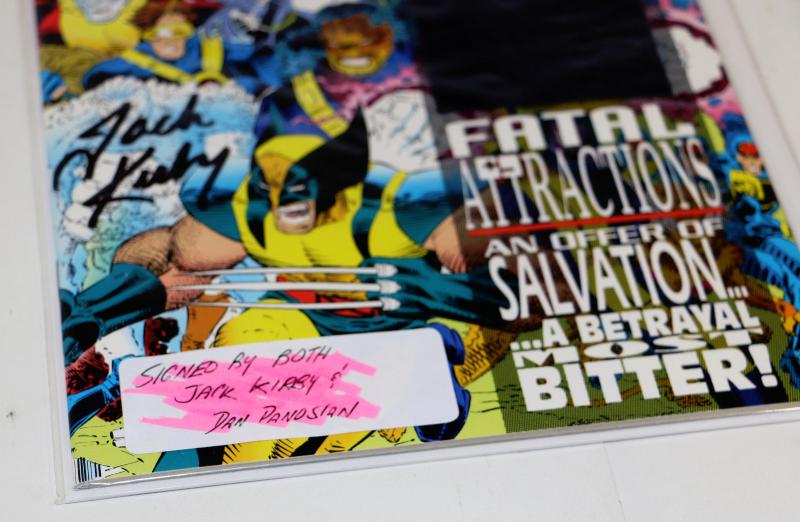 Jack
Kirby
FATAL
ATTRACTIONS
AN OFFER OF
SALVATION...
...A BETRAYAL
MOST
BITTER!
SIGNED BY BOTH
JACK KIRBY &
DAN PANOSIAN